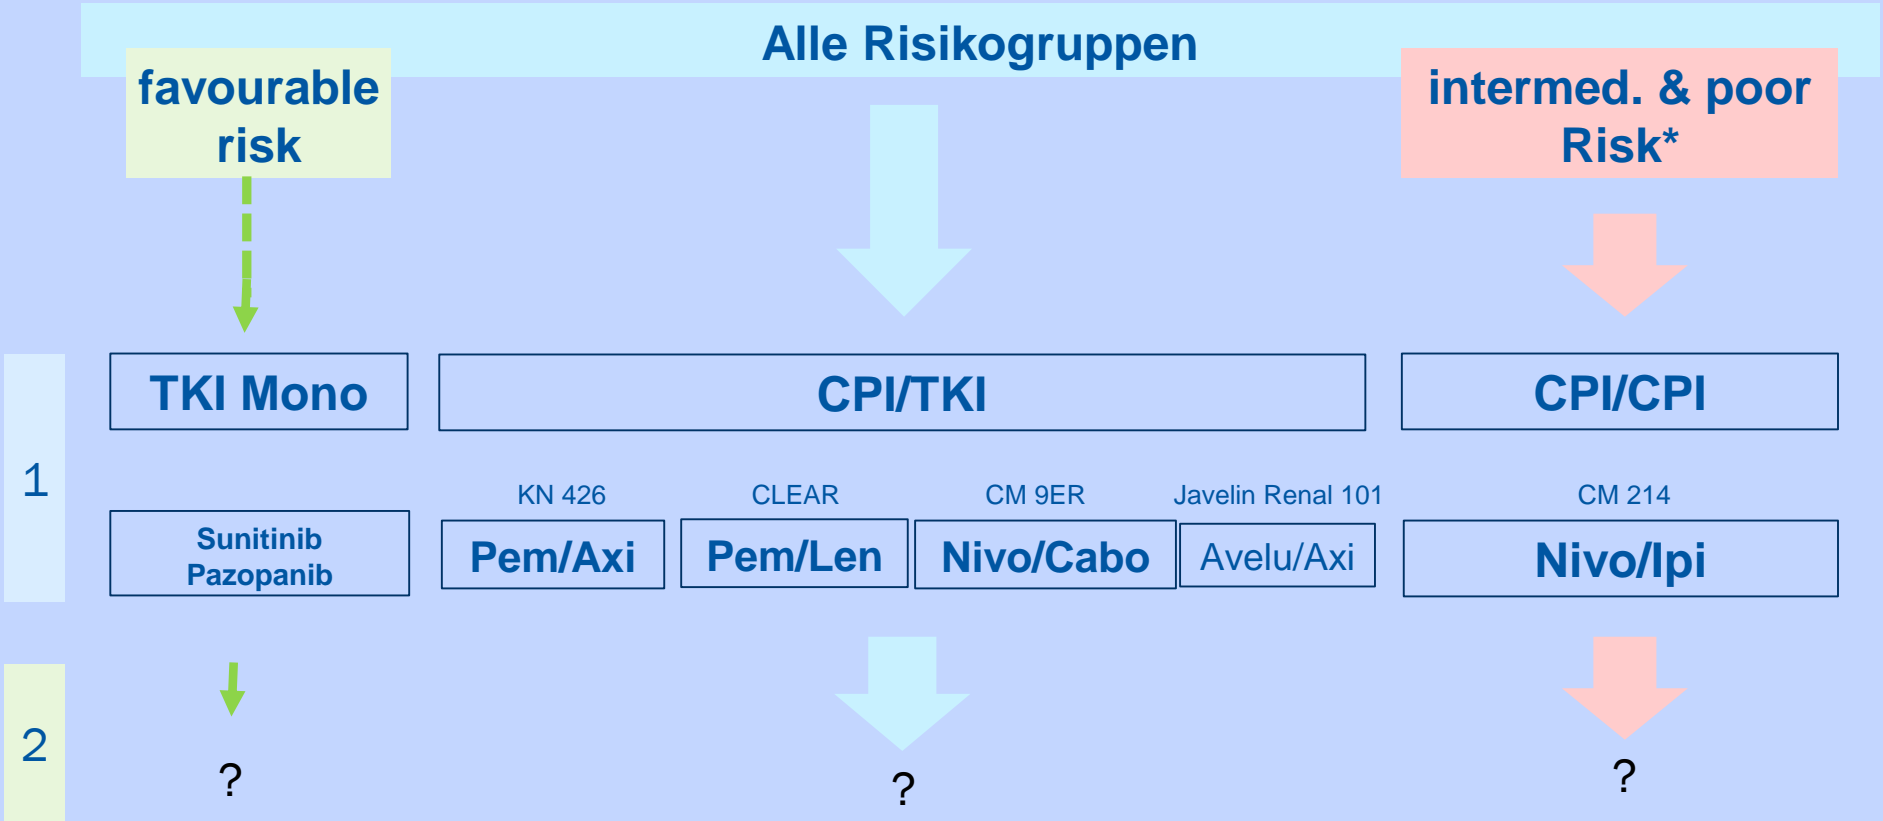 Alle Risikogruppen
favourable
risk
intermed. & poor
Risk*
TKI Mono
CPI/TKI
CPI/CPI
1
KN 426
CLEAR
CM 9ER
Javelin Renal 101
CM 214
Sunitinib
Pazopanib
Pem/Axi
Pem/Len
Nivo/Cabo
Avelu/Axi
Nivo/Ipi
2
?
?
?